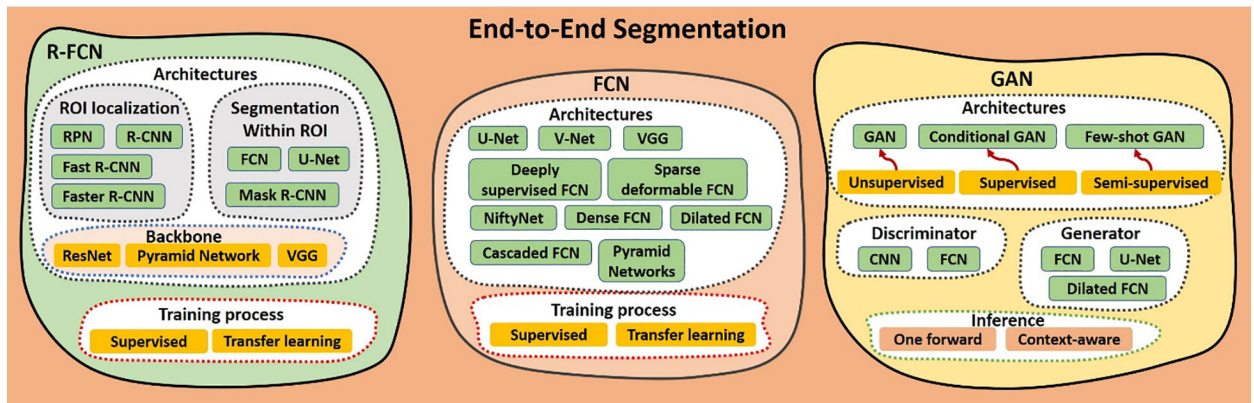 End-to-End Segmentation
R-FCN
Architectures
ROI localization
RPN
R-CNN
Fast R-CNN
Faster R-CNN
Segmentation
Within ROI
FCN
U-Net
Mask R-CNN
Backbone
ResNet
Pyramid Network
VGG
Training process
Supervised
Transfer learning
FCN
Architectures
U-Net
V-Net
VGG
Deeply
supervised FCN
Sparse
deformable FCN
NiftyNet
Dense FCN
Dilated FCN
Cascaded FCN
Pyramid
Networks
Training process
Supervised
Transfer learning
GAN
Architectures
GAN
Conditional GAN
Few-shot GAN
Unsupervised
Supervised
Semi-supervised
Discriminator
CNN
FCN
Generator
FCN
U-Net
Dilated FCN
Inference
One forward
Context-aware